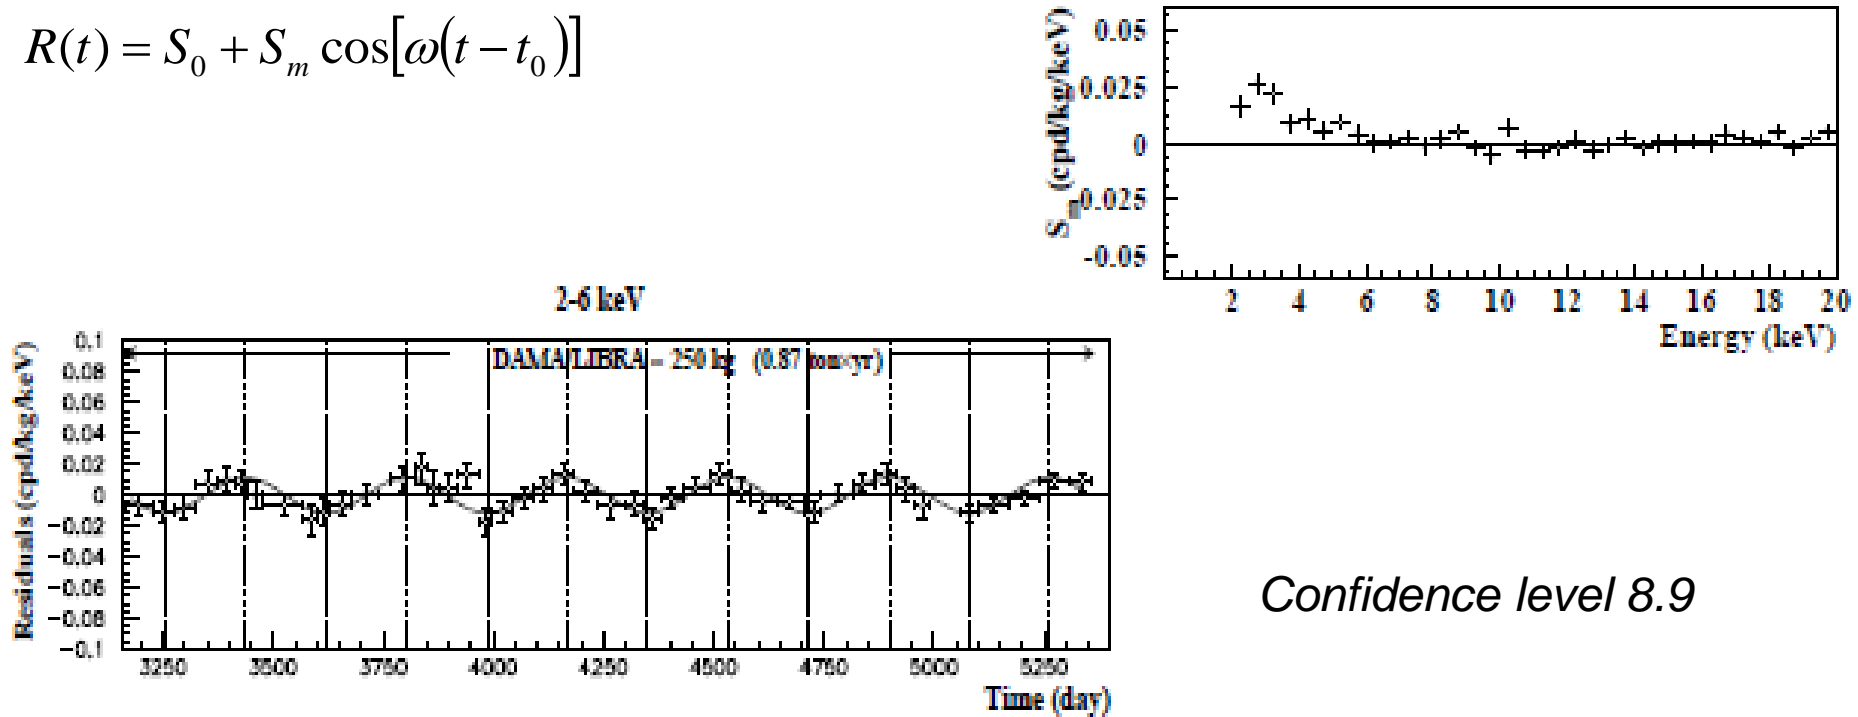 R(t) = S₀ + Sₘ cos[ω(t − t₀)]
Sₘ (cpd/kg/keV)
0.05
0.025
0
-0.025
-0.05
2 4 6 8 10 12 14 16 18 20
Energy (keV)
2-6 keV
Residuals (cpd/kg/keV)
DAMA/LIBRA ≈ 250 kg (0.87 ton×yr)
0.1
0.08
0.06
0.04
0.02
0
−0.02
−0.04
−0.06
−0.08
−0.1
3250 3500 3750 4000 4250 4500 4750 5000 5250
Time (day)
Confidence level 8.9